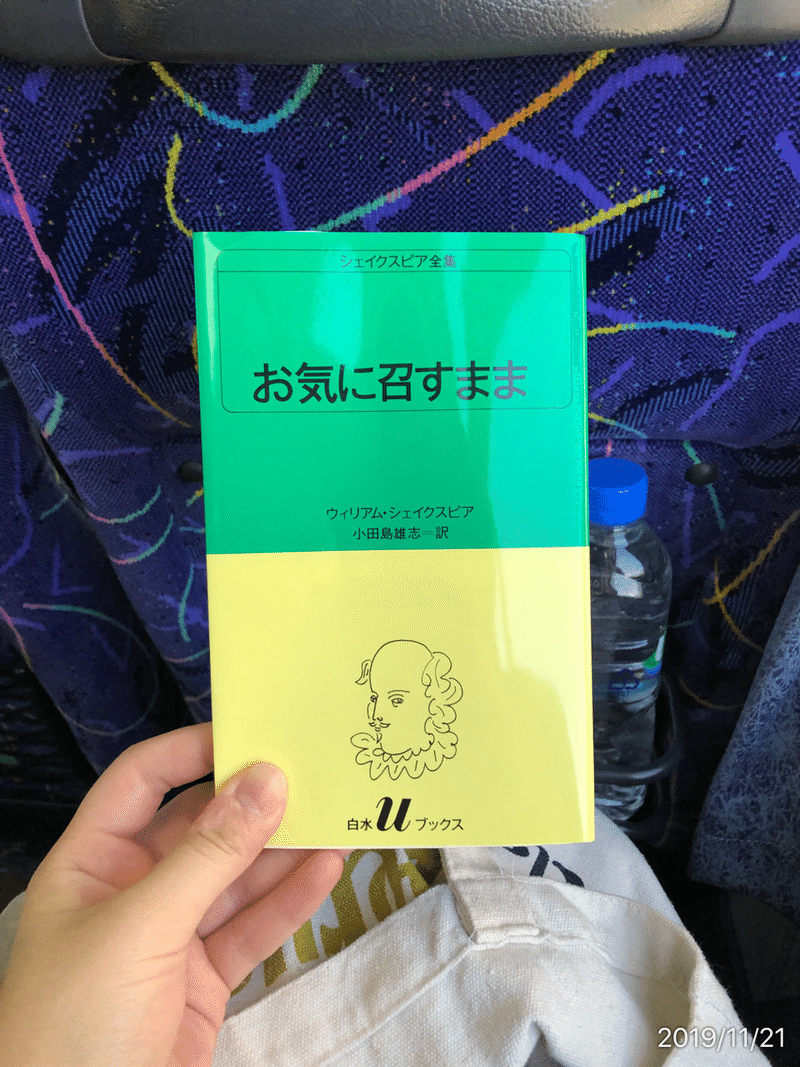 シェイクスピア全集
お気に召すまま
ウィリアム・シェイクスピア
小田島雄志=訳
白水uブックス
2019/11/21